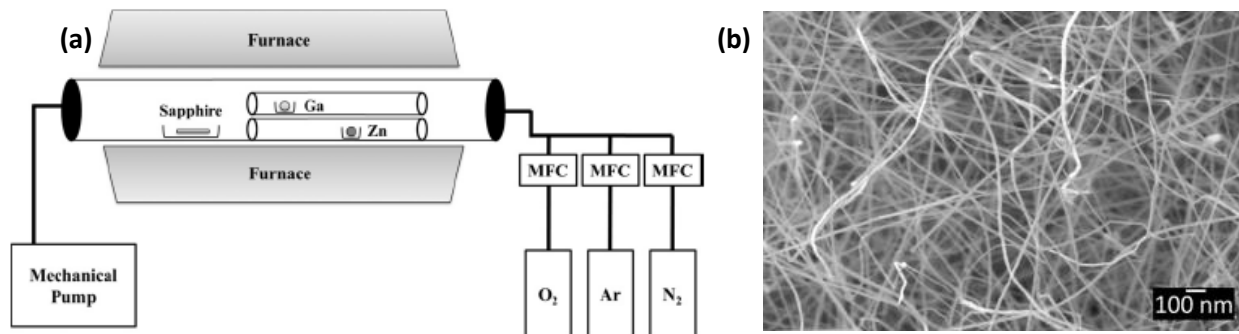 (a)
Furnace
Sapphire
Ga
Zn
Furnace
MFC MFC MFC
Mechanical
Pump
O₂ Ar N₂
(b)
100 nm